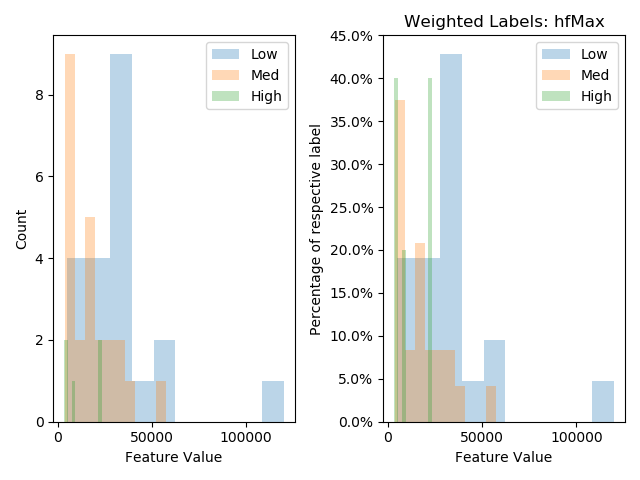 Low
Med
High
8
6
4
2
0
Count
0
50000
100000
Feature Value
Weighted Labels: hfMax
Low
Med
High
45.0%
40.0%
35.0%
30.0%
25.0%
20.0%
15.0%
10.0%
5.0%
0.0%
Percentage of respective label
0
50000
100000
Feature Value